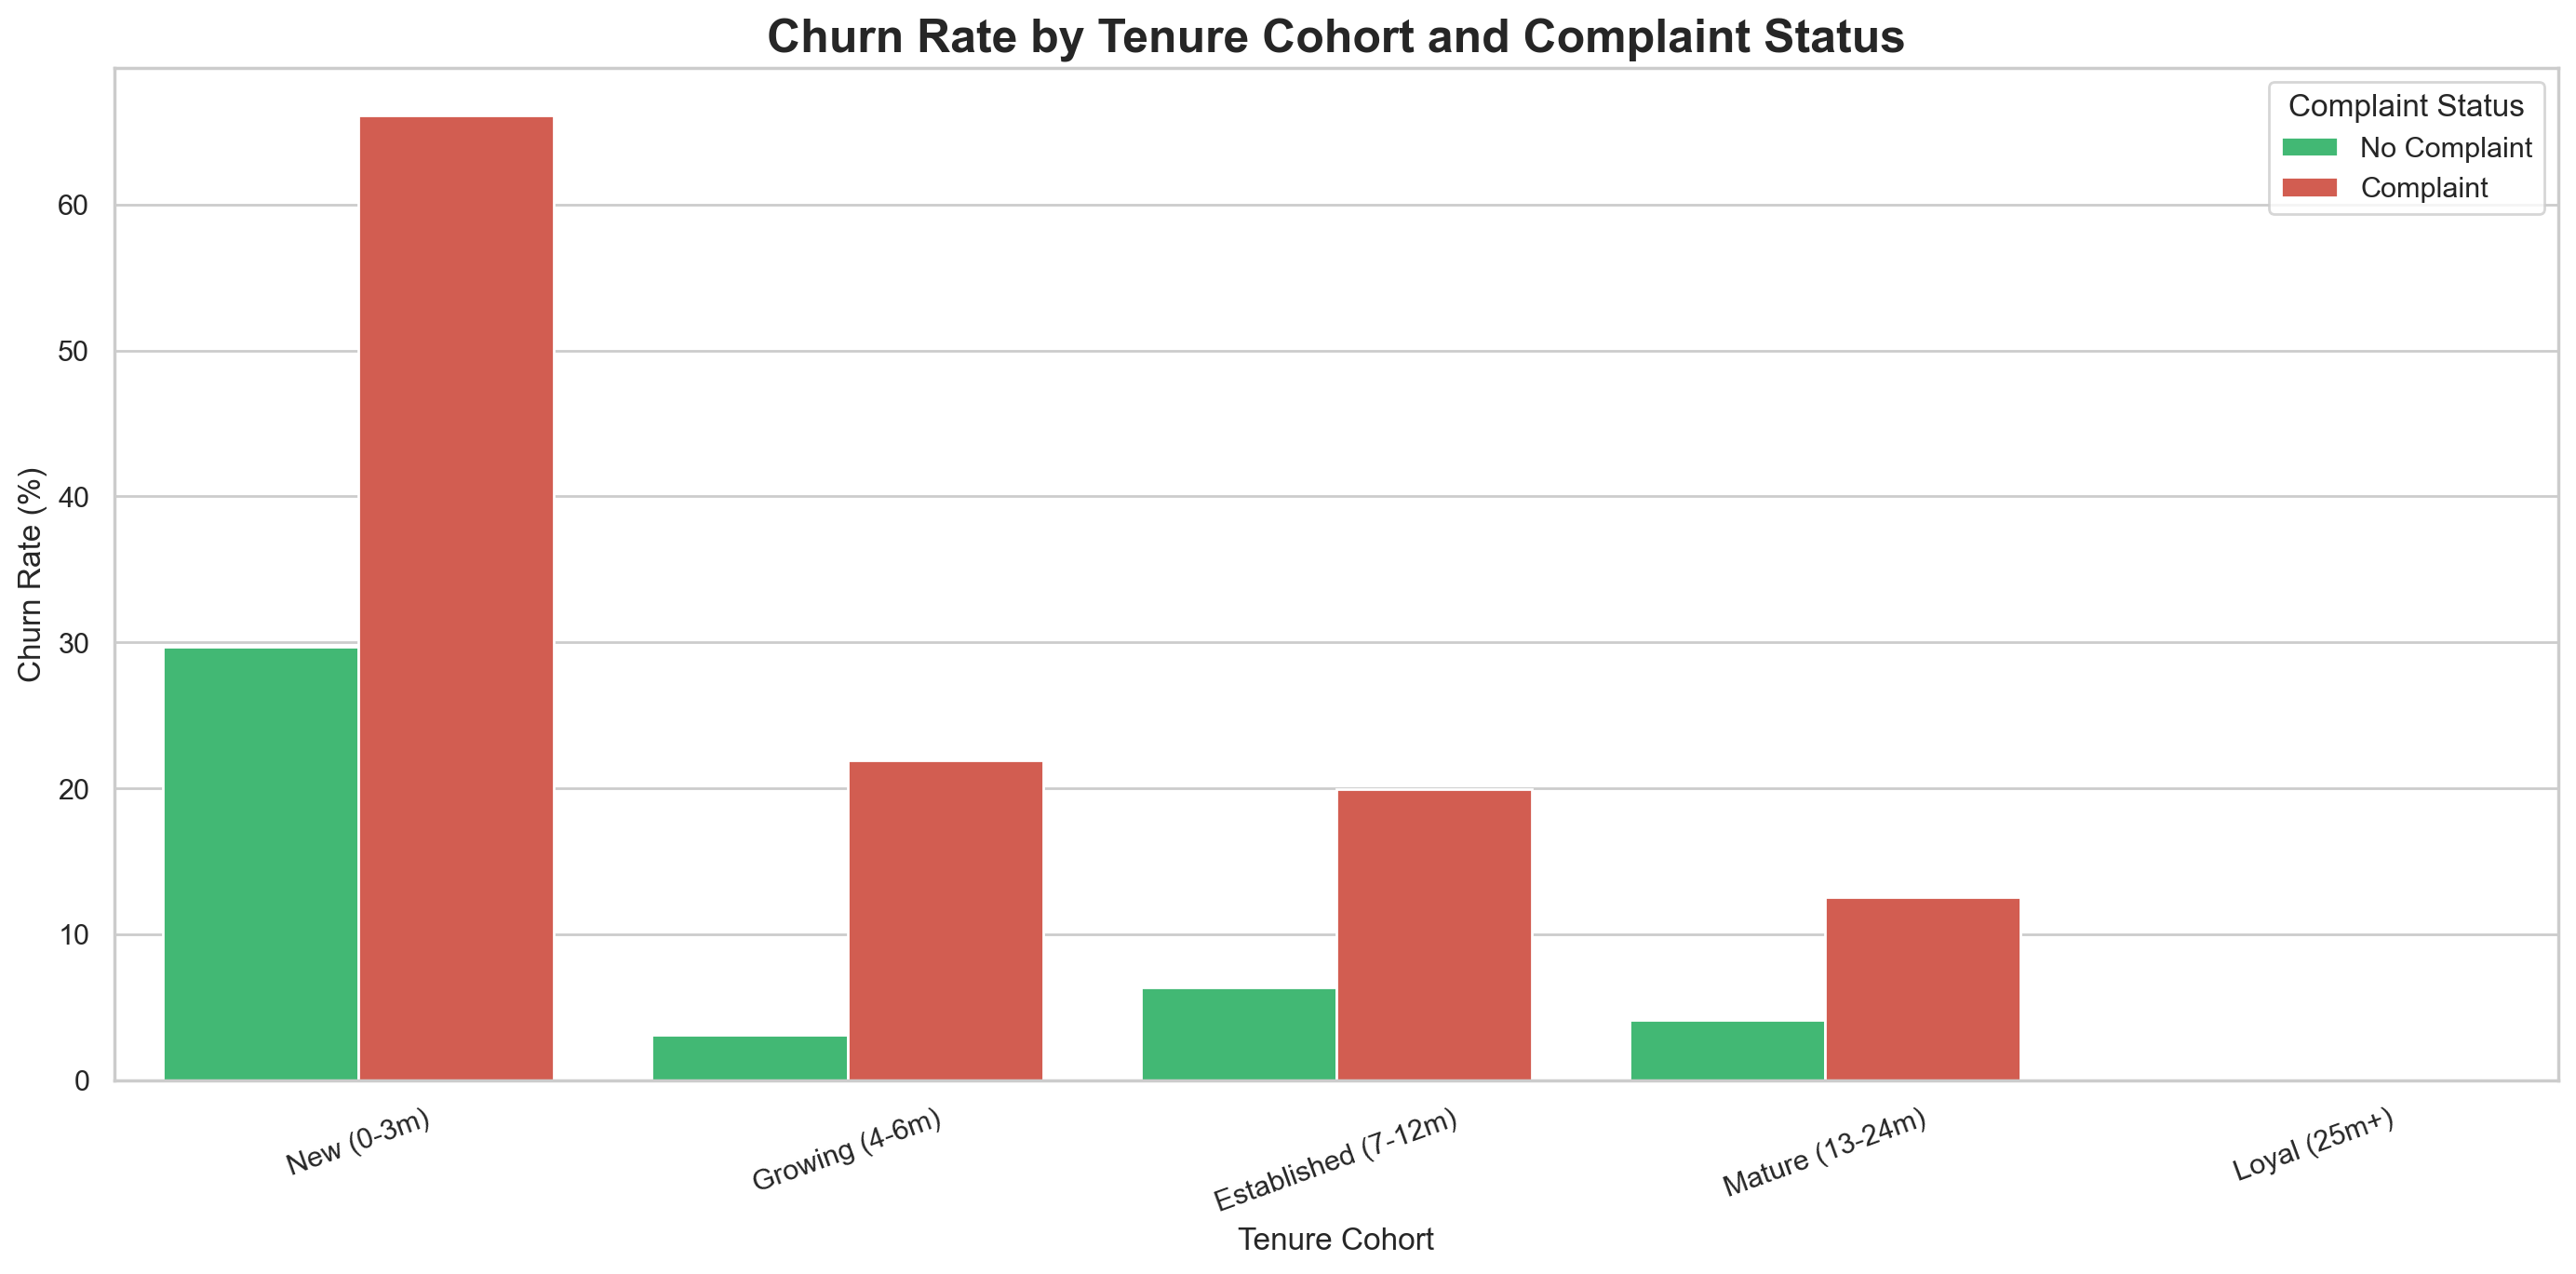 Churn Rate by Tenure Cohort and Complaint Status
Complaint Status
No Complaint
Complaint
Churn Rate (%)
60
50
40
30
20
10
0
New (0-3m)
Growing (4-6m)
Established (7-12m)
Mature (13-24m)
Loyal (25m+)
Tenure Cohort